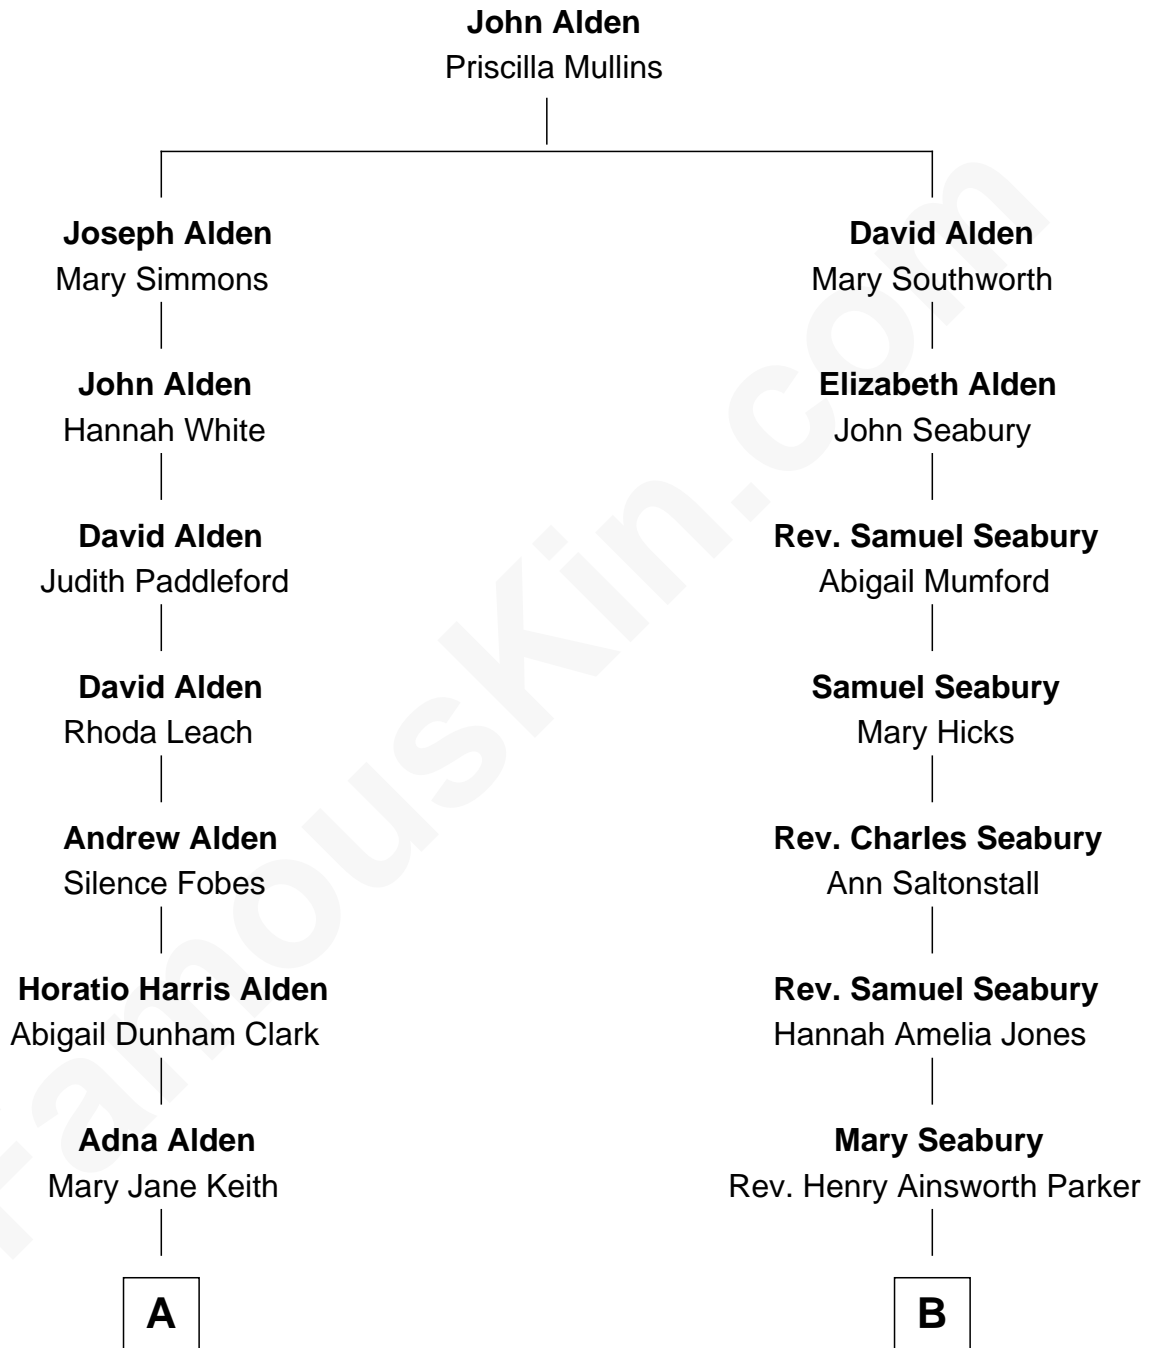 John Alden
Priscilla Mullins
Joseph Alden
Mary Simmons
David Alden
Mary Southworth
John Alden
Hannah White
Elizabeth Alden
John Seabury
David Alden
Judith Paddleford
Rev. Samuel Seabury
Abigail Mumford
David Alden
Rhoda Leach
Samuel Seabury
Mary Hicks
Andrew Alden
Silence Fobes
Rev. Charles Seabury
Ann Saltonstall
Horatio Harris Alden
Abigail Dunham Clark
Rev. Samuel Seabury
Hannah Amelia Jones
Adna Alden
Mary Jane Keith
Mary Seabury
Rev. Henry Ainsworth Parker
A
B
FamousKin.com